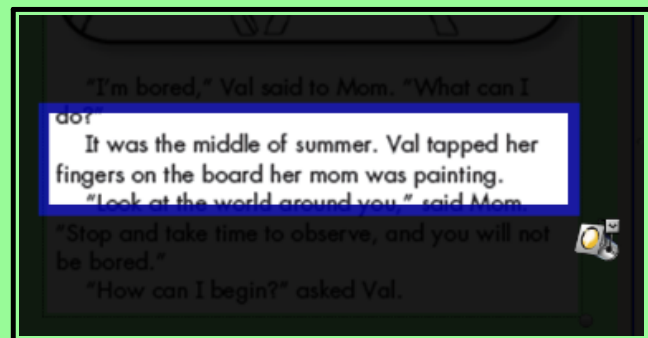 "I'm bored," Val said to Mom. "What can I
do?"
It was the middle of summer. Val tapped her
fingers on the board her mom was painting.
"Look at the world around you," said Mom.
"Stop and take time to observe, and you will not
be bored."
"How can I begin?" asked Val.